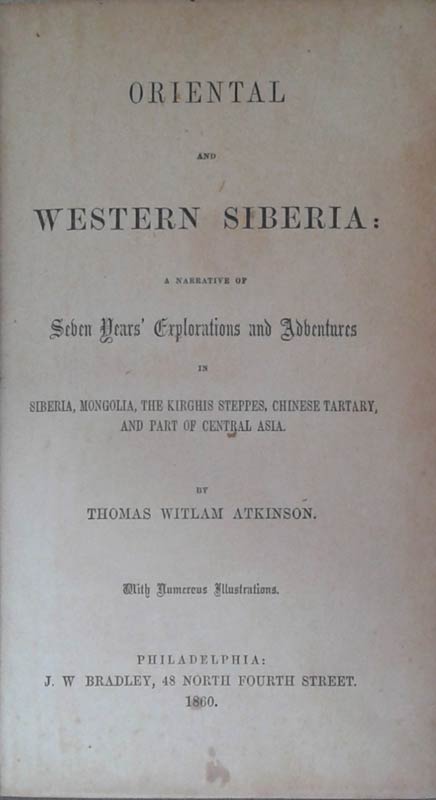 ORIENTAL
AND
WESTERN SIBERIA:
A NARRATIVE OF
Seven Years' Explorations and Adventures
IN
SIBERIA, MONGOLIA, THE KIRGHIS STEPPES, CHINESE TARTARY,
AND PART OF CENTRAL ASIA.
BY
THOMAS WITLAM ATKINSON.
With Numerous Illustrations.
PHILADELPHIA:
J. W BRADLEY, 48 NORTH FOURTH STREET.
1860.